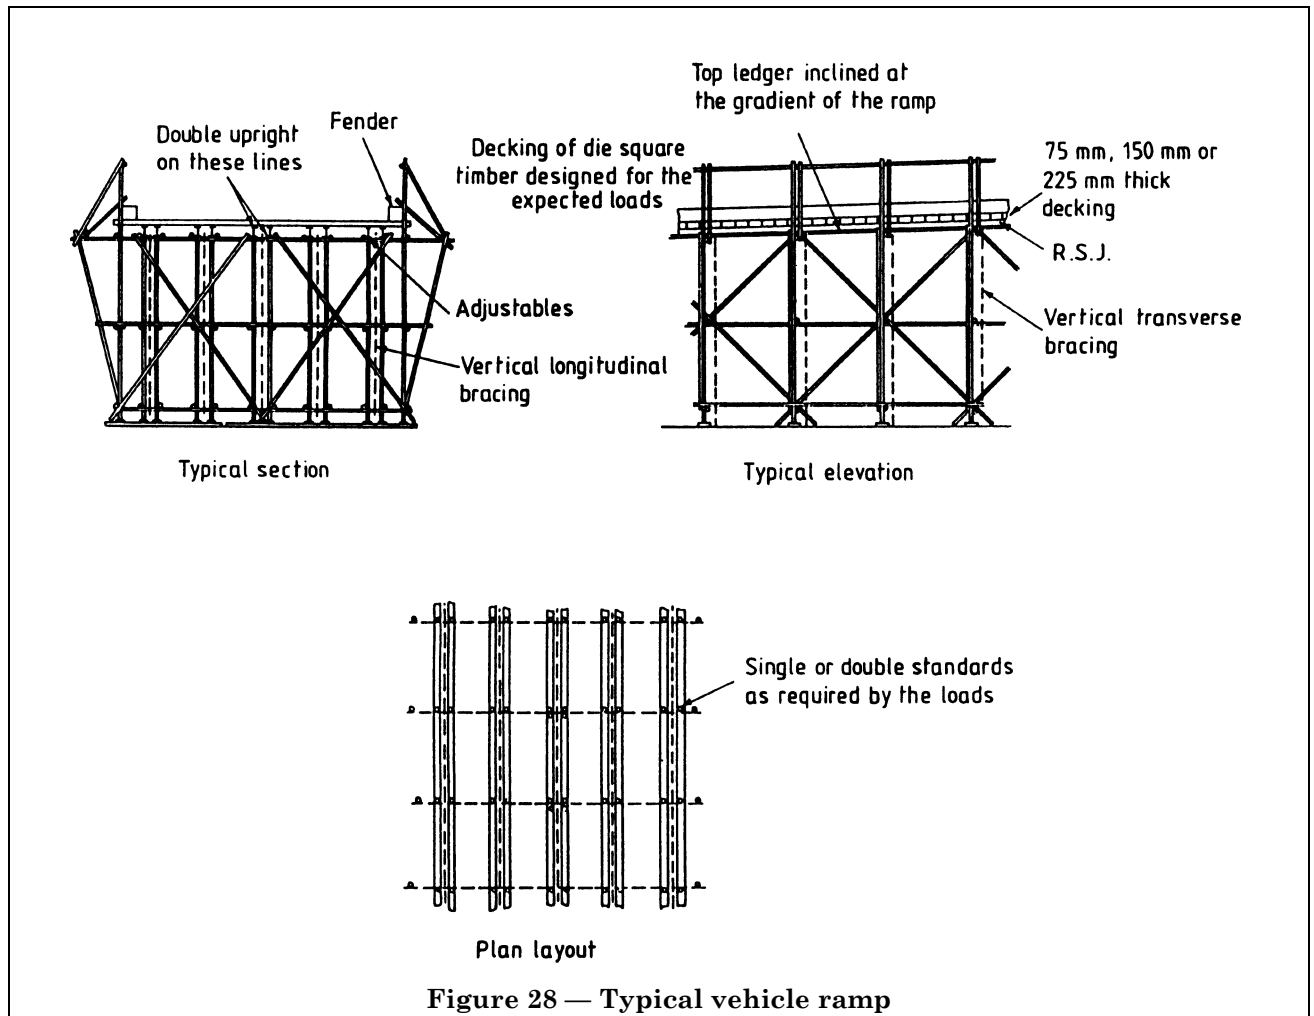 Double upright
on these lines
Fender
Adjustables
Vertical longitudinal
bracing
Typical section
Decking of die square
timber designed for the
expected loads
Top ledger inclined at
the gradient of the ramp
75 mm, 150 mm or
225 mm thick
decking
R.S.J.
Vertical transverse
bracing
Typical elevation
Single or double standards
as required by the loads
Plan layout
Figure 28 — Typical vehicle ramp